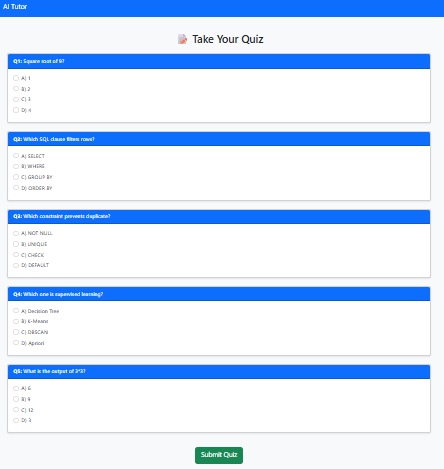 AI Tutor
Take Your Quiz
Q1: Square root of 9?
A) 1
B) 2
C) 3
D) 4
Q2: Which SQL clause filters rows?
A) SELECT
B) WHERE
C) GROUP BY
D) ORDER BY
Q3: Which constraint prevents duplicate?
A) NOT NULL
B) UNIQUE
C) CHECK
D) DEFAULT
Q4: Which one is supervised learning?
A) Decision Tree
B) K-Means
C) DBSCAN
D) Apriori
Q5: What is the output of 3*3?
A) 6
B) 9
C) 12
D) 3
Submit Quiz